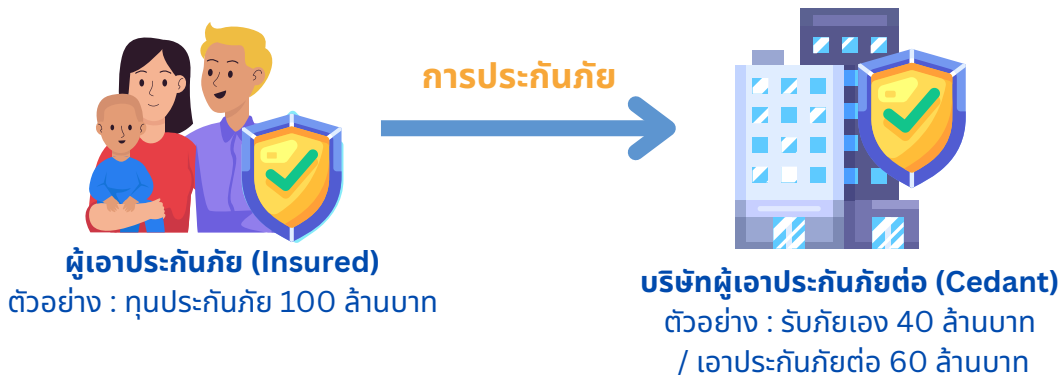 การประกันภัย
ผู้เอาประกันภัย (Insured)
ตัวอย่าง : ทุนประกันภัย 100 ล้านบาท
บริษัทผู้เอาประกันภัยต่อ (Cedant)
ตัวอย่าง : รับภัยเอง 40 ล้านบาท
/ เอาประกันภัยต่อ 60 ล้านบาท